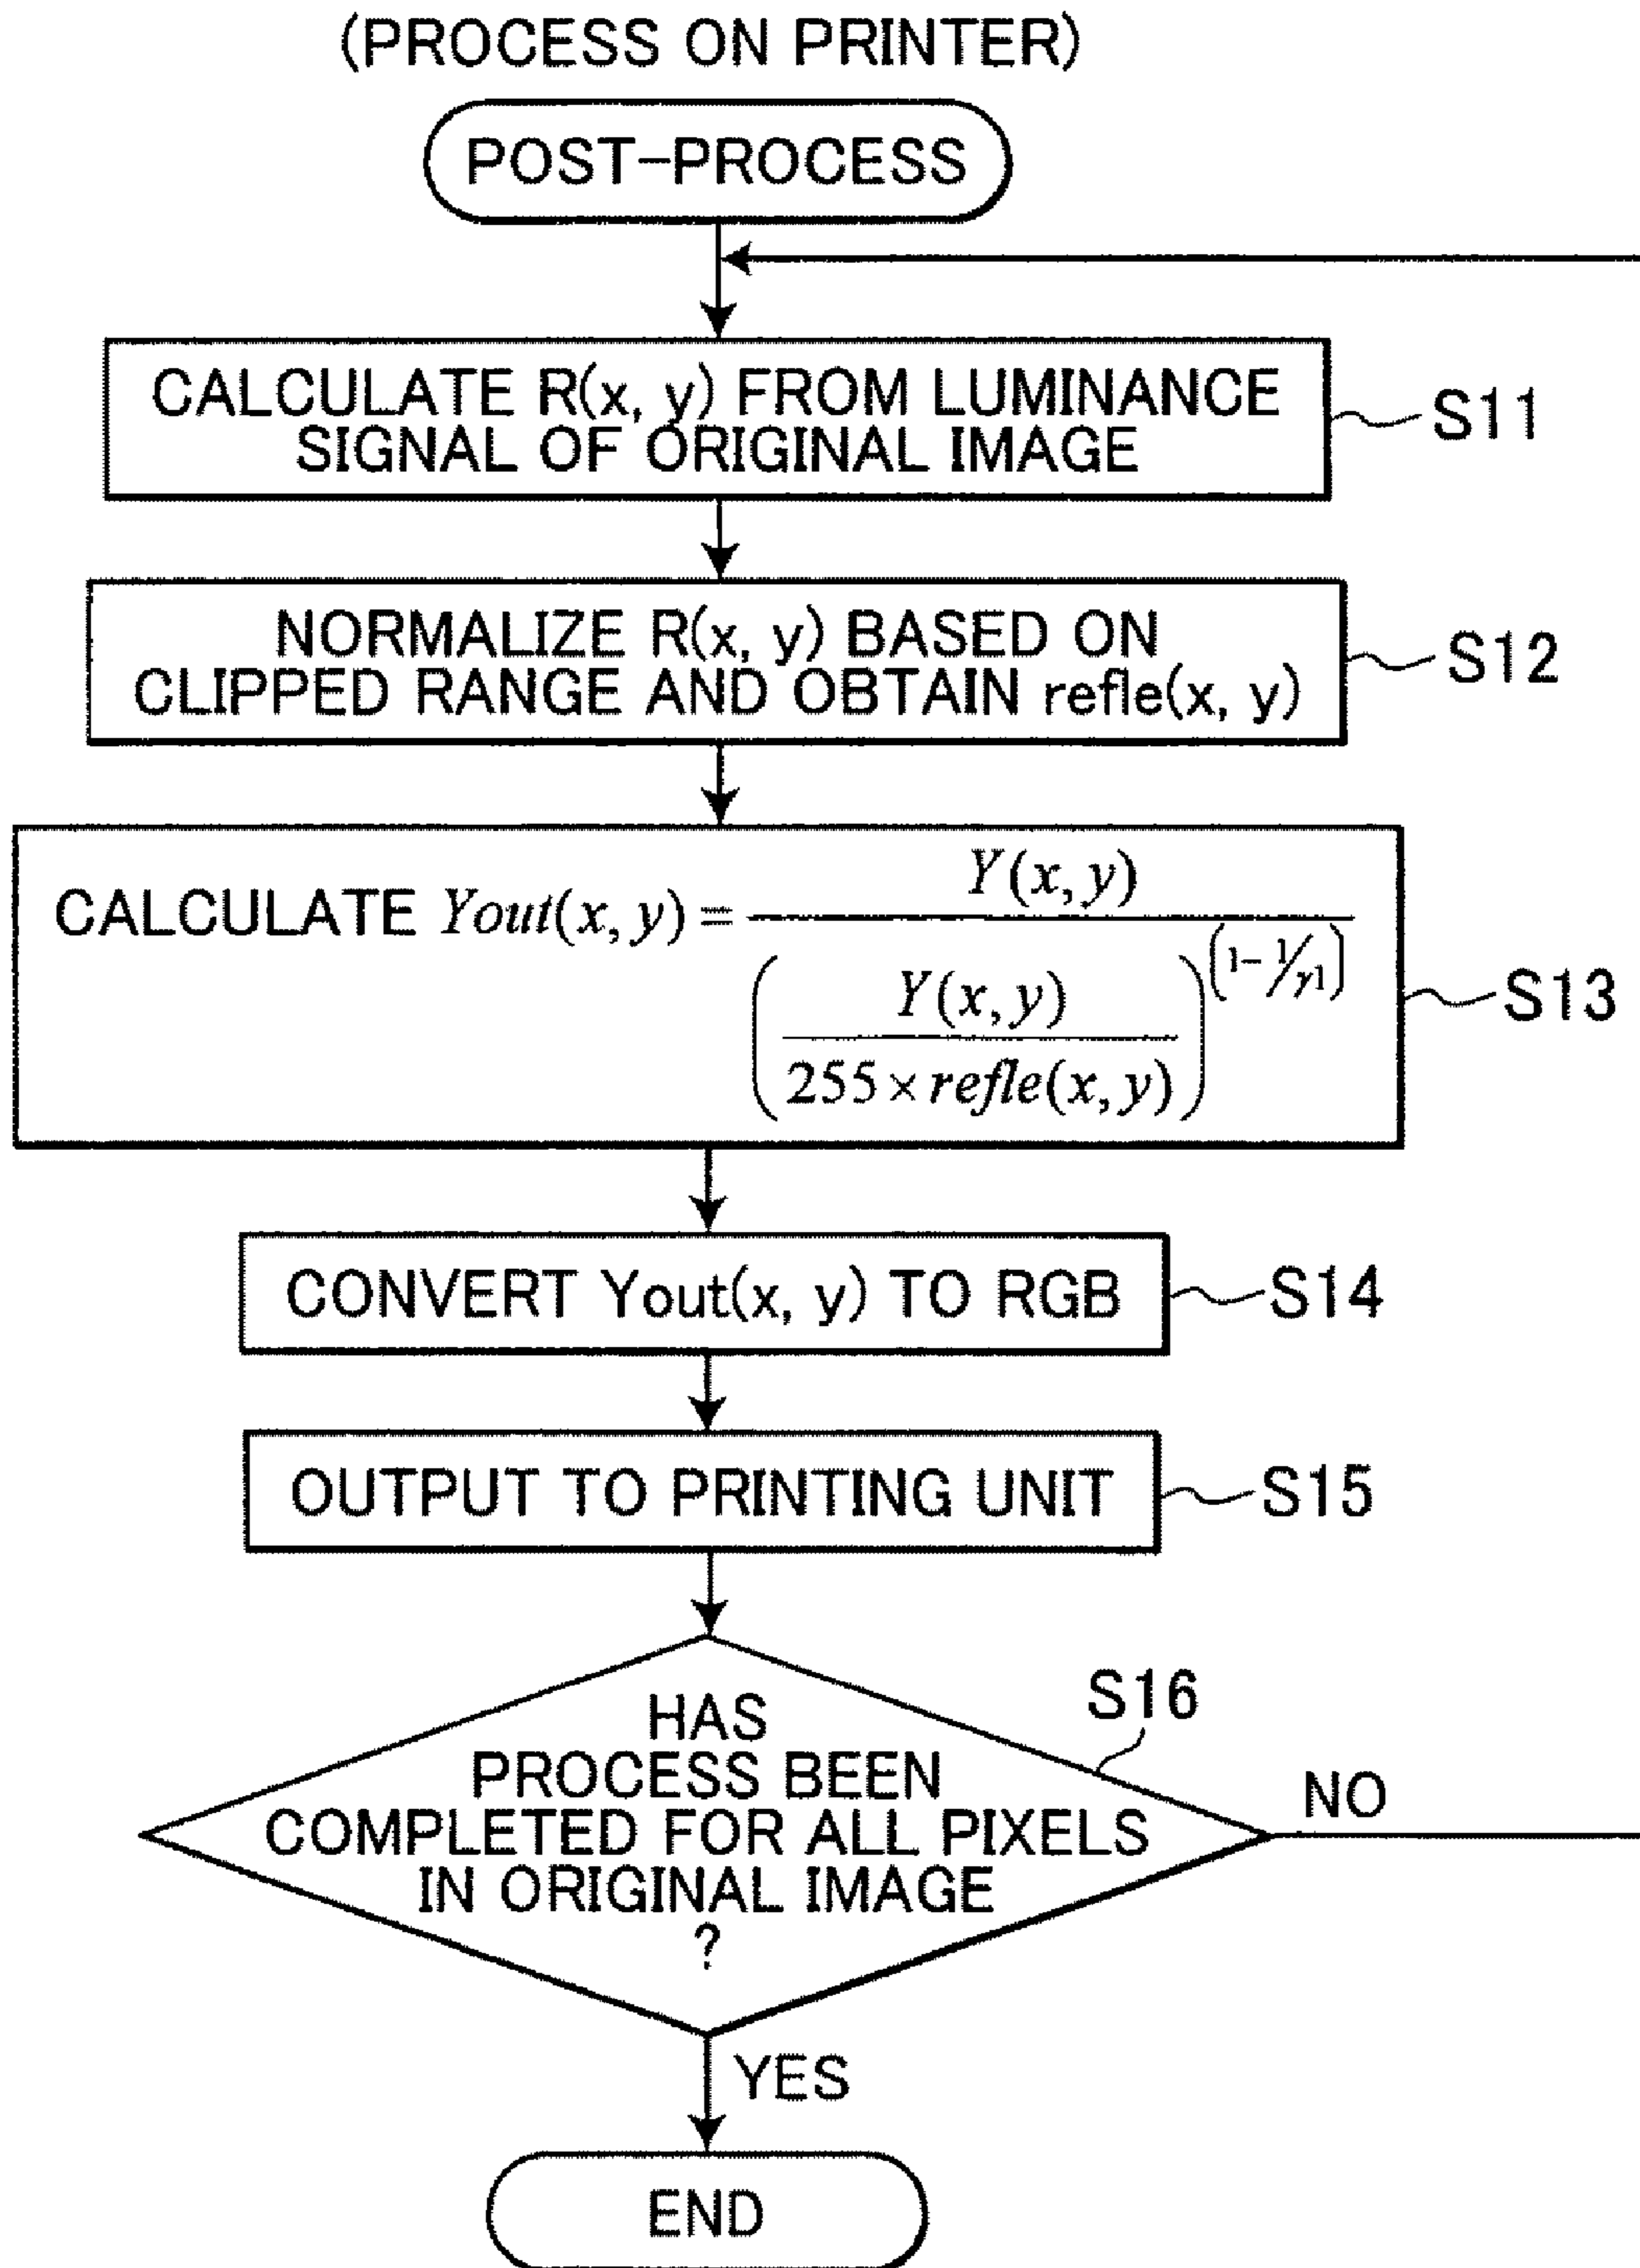 (PROCESS ON PRINTER)
POST-PROCESS
CALCULATE R(x, y) FROM LUMINANCE
SIGNAL OF ORIGINAL IMAGE
S11
NORMALIZE R(x, y) BASED ON
CLIPPED RANGE AND OBTAIN refle(x, y)
S12
CALCULATE Yout(x, y) = Y(x, y) / (Y(x, y) / (255 × refle(x, y)))^(1 - 1/γ1)
S13
CONVERT Yout(x, y) TO RGB
S14
OUTPUT TO PRINTING UNIT
S15
HAS
PROCESS BEEN
COMPLETED FOR ALL PIXELS
IN ORIGINAL IMAGE
?
S16
NO
YES
END